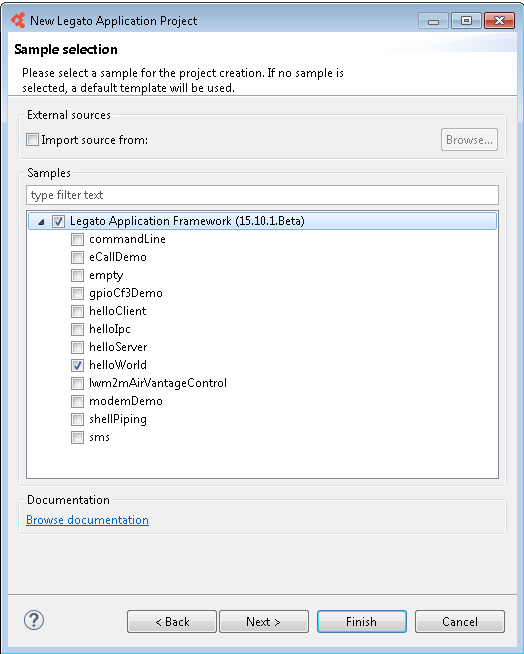 New Legato Application Project
Sample selection
Please select a sample for the project creation. If no sample is
selected, a default template will be used.
External sources
Import source from:
Browse...
Samples
type filter text
Legato Application Framework (15.10.1.Beta)
commandLine
eCallDemo
empty
gpioCf3Demo
helloClient
helloIpc
helloServer
helloWorld
lwm2mAirVantageControl
modemDemo
shellPiping
sms
Documentation
Browse documentation
?
< Back
Next >
Finish
Cancel